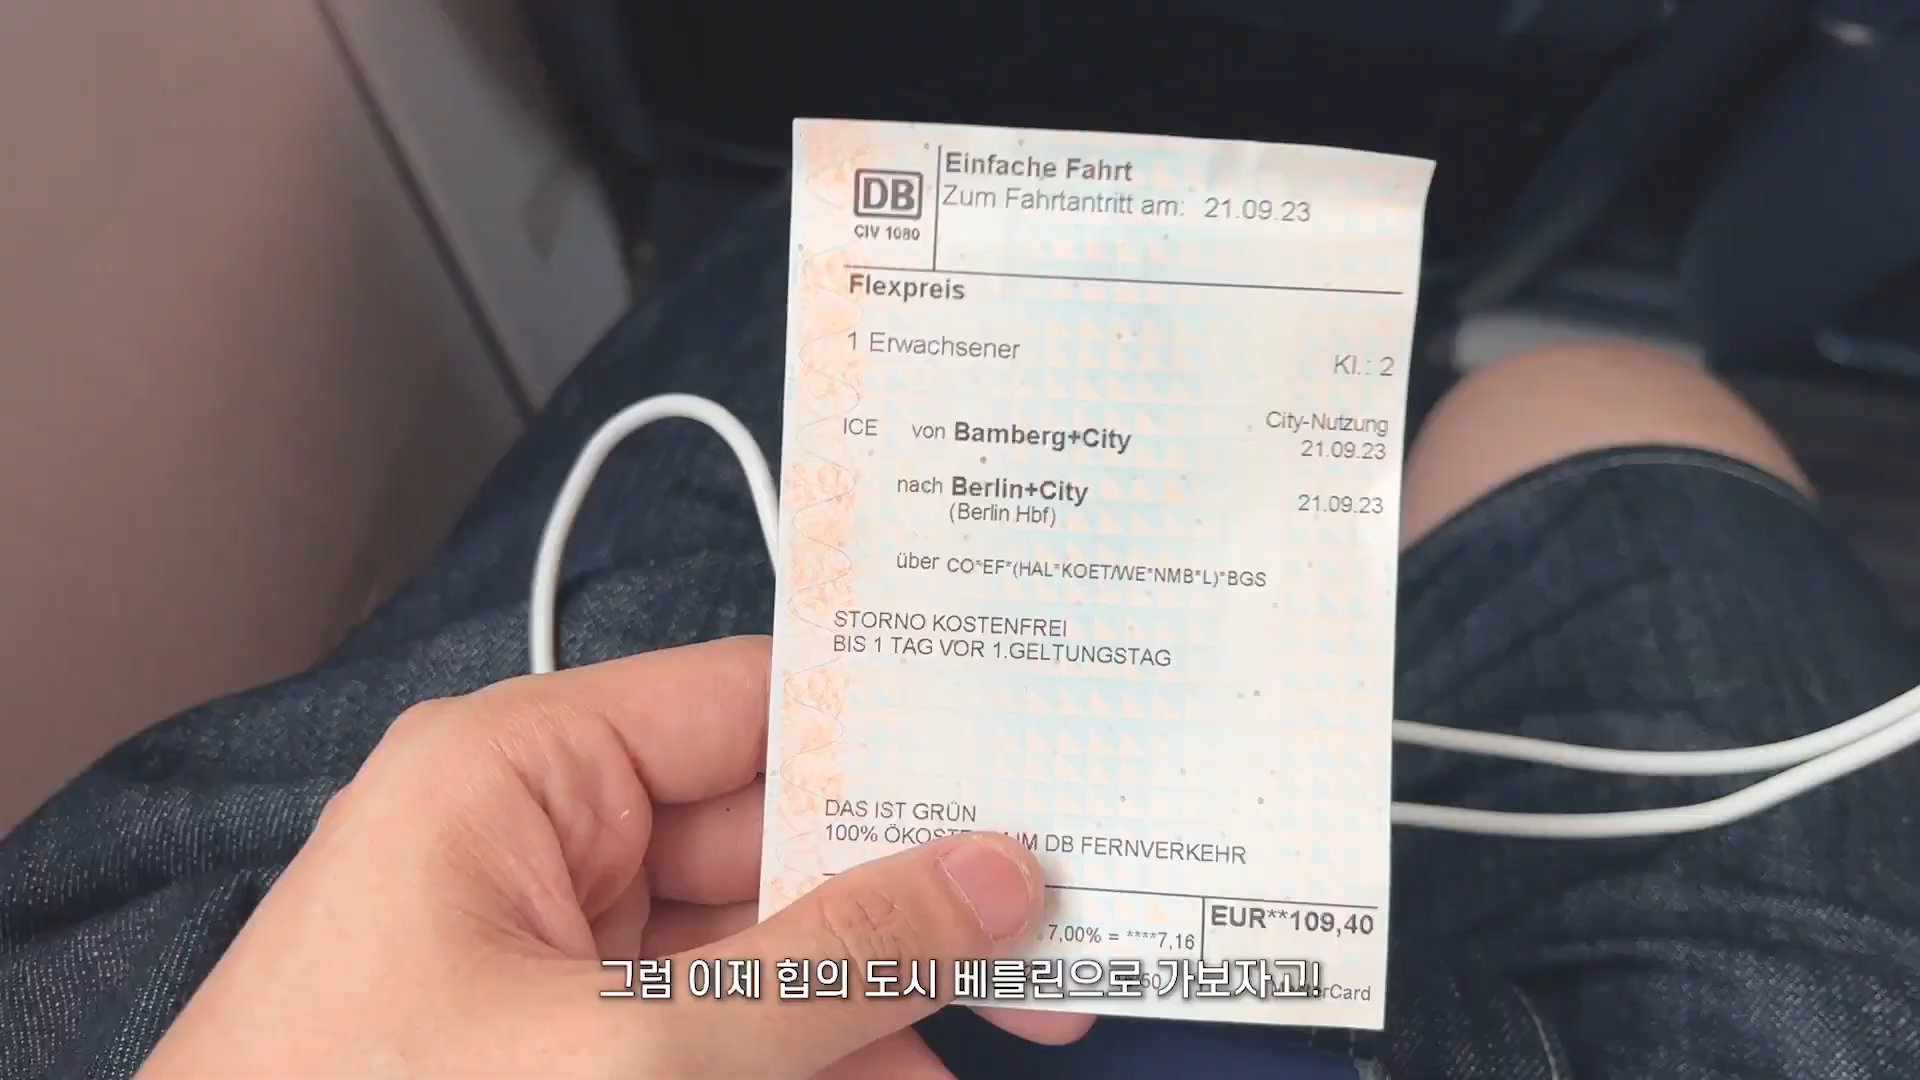 Einfache Fahrt
DB
Zum Fahrtantritt am: 21.09.23
CIV 1080
Flexpreis
1 Erwachsener
Kl.: 2
City-Nutzung
ICE von Bamberg+City 21.09.23
nach Berlin+City 21.09.23
(Berlin Hbf)
über CO*EF*(HAL*KOET/WE*NMB*L)*BGS
STORNO KOSTENFREI
BIS 1 TAG VOR 1.GELTUNGSTAG
DAS IST GRÜN
100% DB FERNVERKEHR
EUR**109,40
7,00% = ****7,16
그럼 이제 힙의 도시 베를린으로 가보자고!